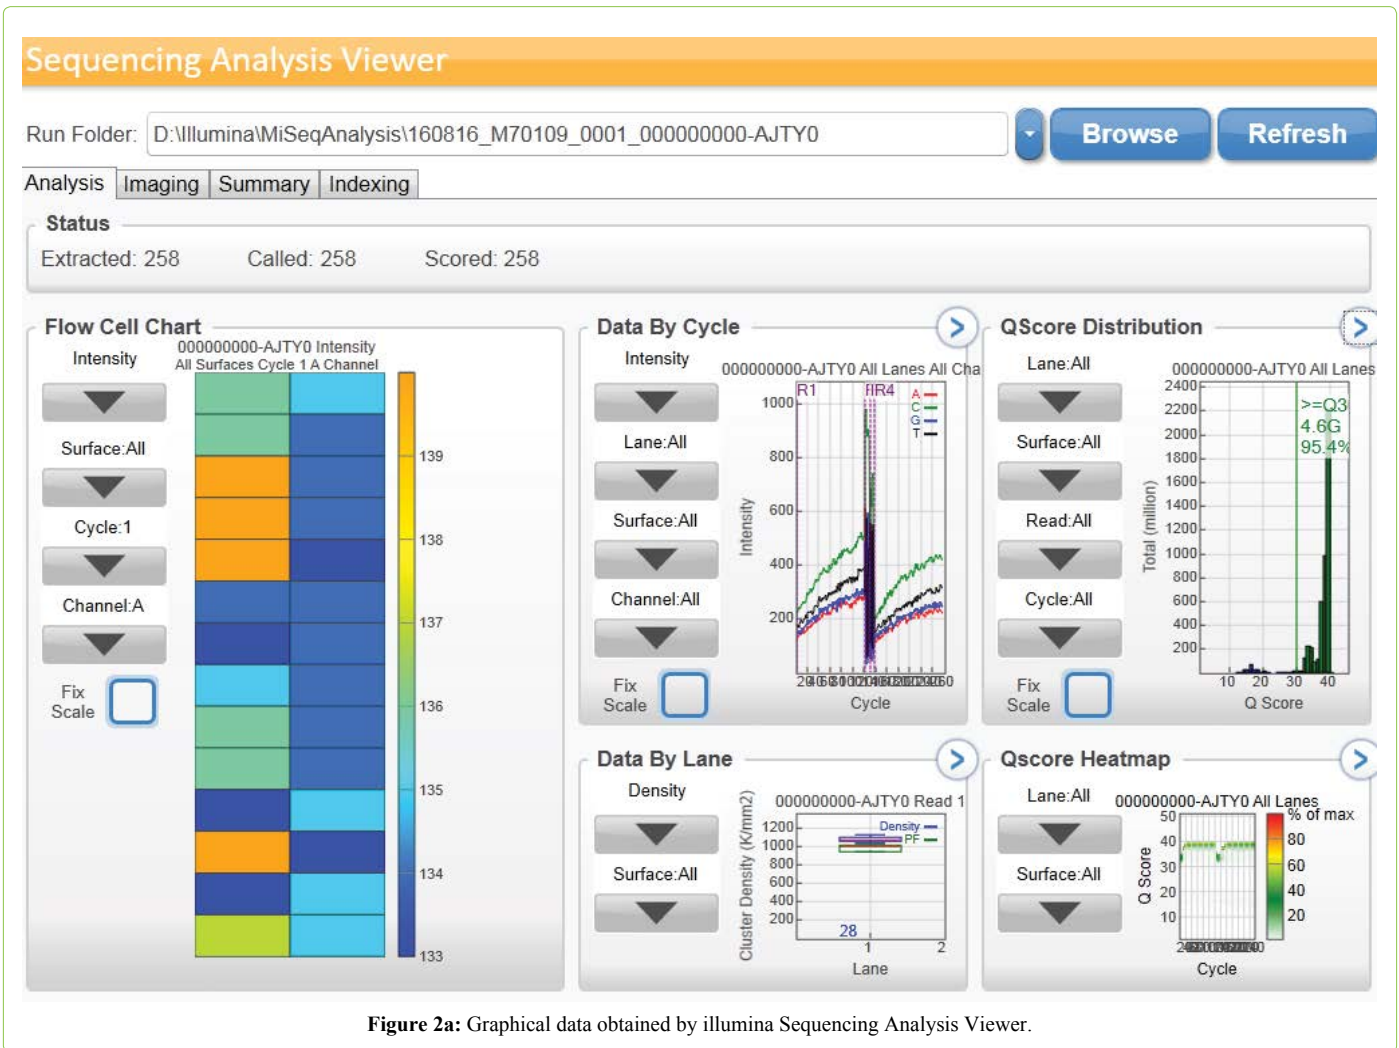 Sequencing Analysis Viewer
Run Folder: D:\Illumina\MiSeqAnalysis\160816_M70109_0001_000000000-AJTY0 Browse Refresh
Analysis Imaging Summary Indexing
Status
Extracted: 258 Called: 258 Scored: 258
Flow Cell Chart
000000000-AJTY0 Intensity
All Surfaces Cycle 1 A Channel
Intensity
Surface:All
Cycle:1
Channel:A
Fix
Scale
139
138
137
136
135
134
133
Data By Cycle
Intensity
Lane:All
Surface:All
Channel:All
Fix
Scale
000000000-AJTY0 All Lanes All Cha
R1 R4
A
C
G
T
1000
800
600
400
200
Intensity
Cycle
QScore Distribution
Lane:All
Surface:All
Read:All
Cycle:All
Fix
Scale
000000000-AJTY0 All Lanes
>=Q3
4.6G
95.4%
2400
2200
2000
1800
1600
1400
1200
1000
800
600
400
200
Total (million)
10 20 30 40
Q Score
Data By Lane
Density
Surface:All
000000000-AJTY0 Read 1
Density
PF
1200
1000
800
600
400
200
Cluster Density (K/mm2)
28
1 2
Lane
Qscore Heatmap
Lane:All
Surface:All
000000000-AJTY0 All Lanes
% of max
50
40
30
20
10
Q Score
80
60
40
20
Cycle
Figure 2a: Graphical data obtained by illumina Sequencing Analysis Viewer.